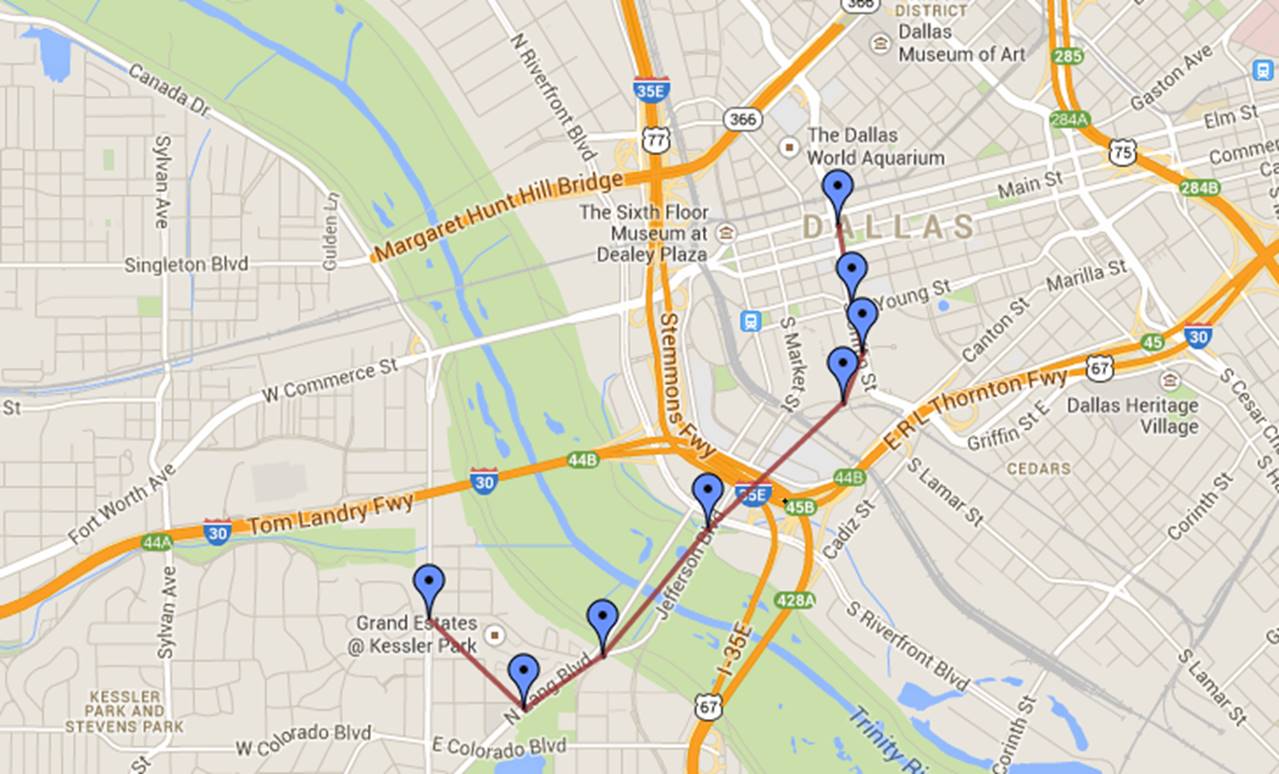 366
DISTRICT
Dallas
Museum of Art
285
Gaston Ave
N Riverfront Blvd
Canada Dr
35E
366
284A
Elm St
77
The Dallas
World Aquarium
75
Commer
Sylvan Ave
Main St
284B
Margaret Hunt Hill Bridge
Gulden Ln
The Sixth Floor
Museum at
Dealey Plaza
DALLAS
Singleton Blvd
Marilla St
Young St
Canton St
S Market St
Stemmons Fwy
45
30
67
W Commerce St
St
E R L Thornton Fwy
S Cesar Ch
Dallas Heritage
Village
Griffin St E
44B
CEDARS
Fort Worth Ave
30
Tom Landry Fwy
44B
35E
45B
S Lamar St
Corinth St
Cadiz St
44A
30
Jefferson Blvd
428A
Sylvan Ave
Grand Estates
@ Kessler Park
S Riverfront Blvd
I-35E
S Lamar St
KESSLER
PARK AND
STEVENS PARK
N Zang Blvd
67
W Colorado Blvd
E Colorado Blvd
Trinity Ri
Corinth St
St